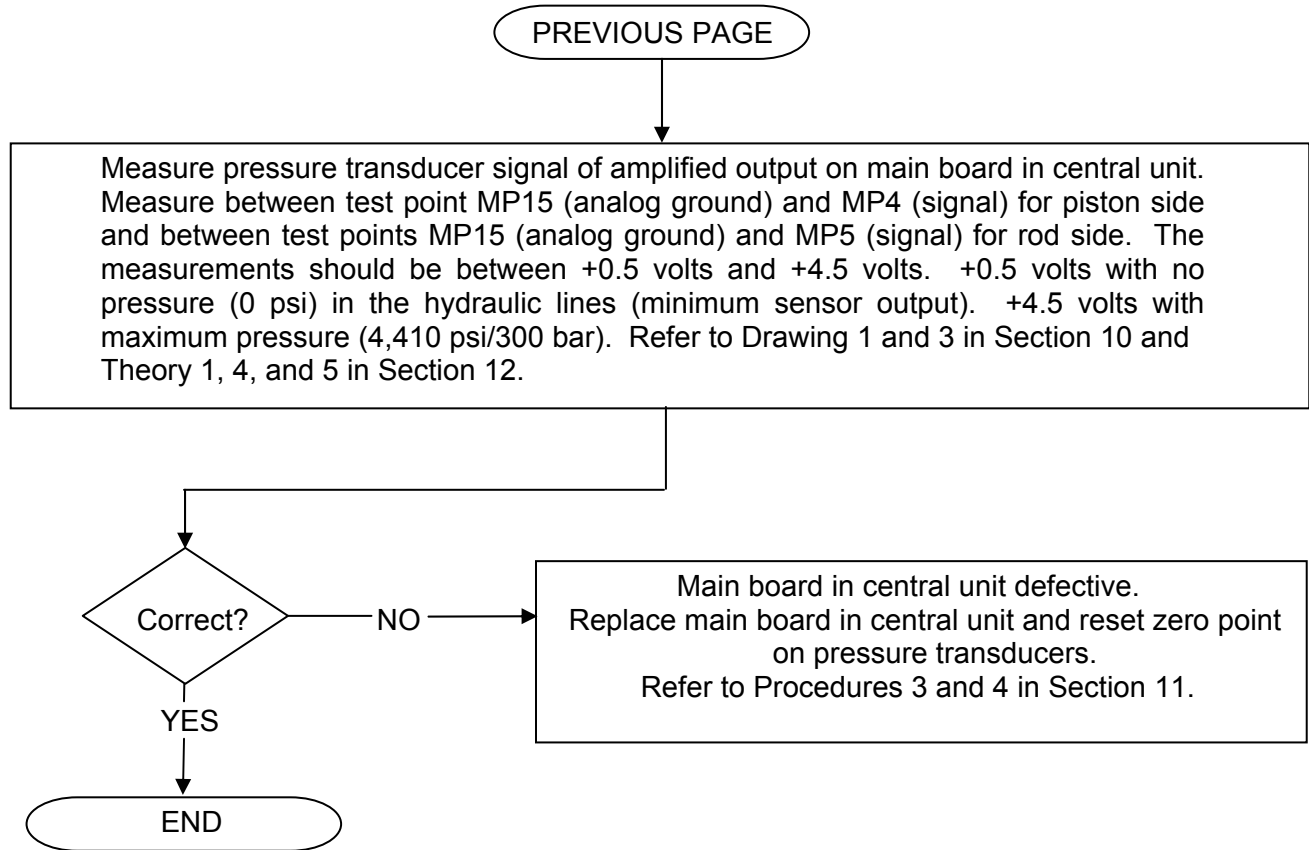 PREVIOUS PAGE
Measure pressure transducer signal of amplified output on main board in central unit.
Measure between test point MP15 (analog ground) and MP4 (signal) for piston side
and between test points MP15 (analog ground) and MP5 (signal) for rod side. The
measurements should be between +0.5 volts and +4.5 volts. +0.5 volts with no
pressure (0 psi) in the hydraulic lines (minimum sensor output). +4.5 volts with
maximum pressure (4,410 psi/300 bar). Refer to Drawing 1 and 3 in Section 10 and
Theory 1, 4, and 5 in Section 12.
Correct?
NO
Main board in central unit defective.
Replace main board in central unit and reset zero point
on pressure transducers.
Refer to Procedures 3 and 4 in Section 11.
YES
END